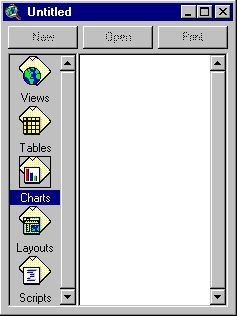 Untitled
New Open Print
Views
Tables
Charts
Layouts
Scripts